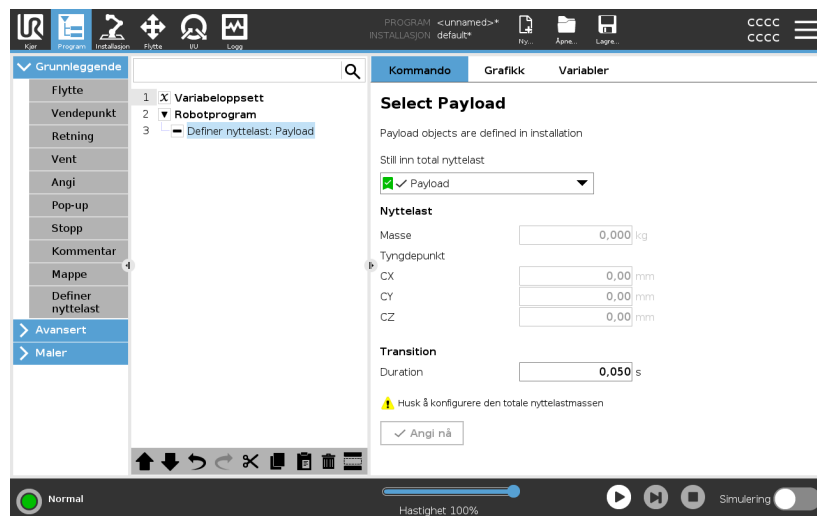 UR
Kjør
Program
Installasjon
Flytte
I/U
Logg
PROGRAM <unnamed>*
INSTALLASJON default*
Ny...
Åpne...
Lagre...
CCCC
CCCC
Grunnleggende
Flytte
Vendepunkt
Retning
Vent
Angi
Pop-up
Stopp
Kommentar
Mappe
Definer
nyttelast
Avansert
Maler
1 X Variabeloppsett
2 Robotprogram
3 Definer nyttelast: Payload
Kommando Grafikk Variabler
Select Payload
Payload objects are defined in installation
Still inn total nyttelast
Payload
Nyttelast
Masse 0,000 kg
Tyngdepunkt
CX 0,00 mm
CY 0,00 mm
CZ 0,00 mm
Transition
Duration 0,050 s
Husk å konfigurere den totale nyttelastmassen
Angi nå
Normal
Hastighet 100%
Simulering